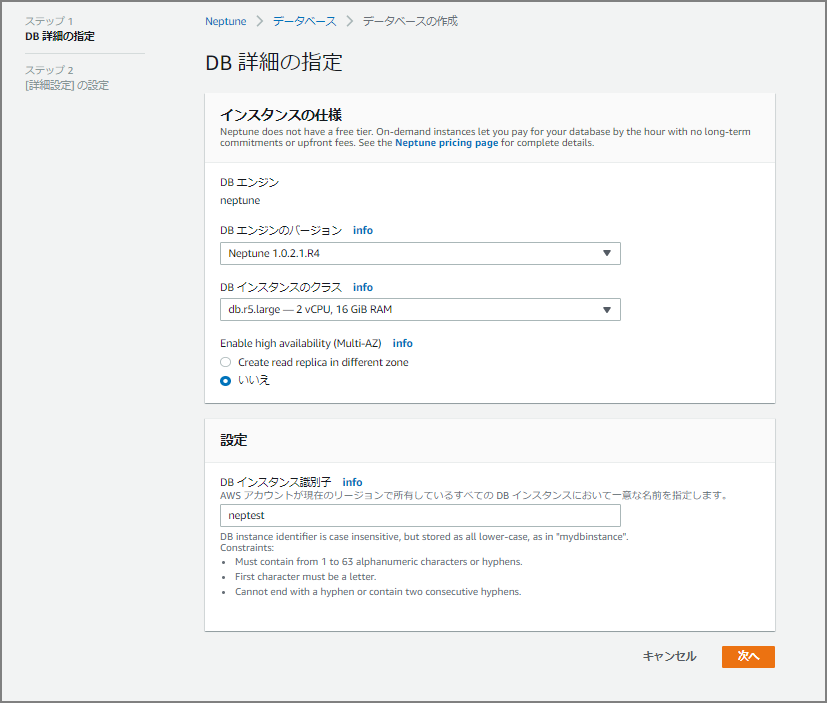 ステップ 1
DB 詳細の指定
ステップ 2
[詳細設定] の設定
Neptune > データベース > データベースの作成
DB 詳細の指定
インスタンスの仕様
Neptune does not have a free tier. On-demand instances let you pay for your database by the hour with no long-term
commitments or upfront fees. See the Neptune pricing page for complete details.
DB エンジン
neptune
DB エンジンのバージョン info
Neptune 1.0.2.1.R4
DB インスタンスのクラス info
db.r5.large — 2 vCPU, 16 GiB RAM
Enable high availability (Multi-AZ) info
Create read replica in different zone
いいえ
設定
DB インスタンス識別子 info
AWS アカウントが現在のリージョンで所有しているすべての DB インスタンスにおいて一意な名前を指定します。
neptest
DB instance identifier is case insensitive, but stored as all lower-case, as in "mydbinstance".
Constraints:
• Must contain from 1 to 63 alphanumeric characters or hyphens.
• First character must be a letter.
• Cannot end with a hyphen or contain two consecutive hyphens.
キャンセル 次へ